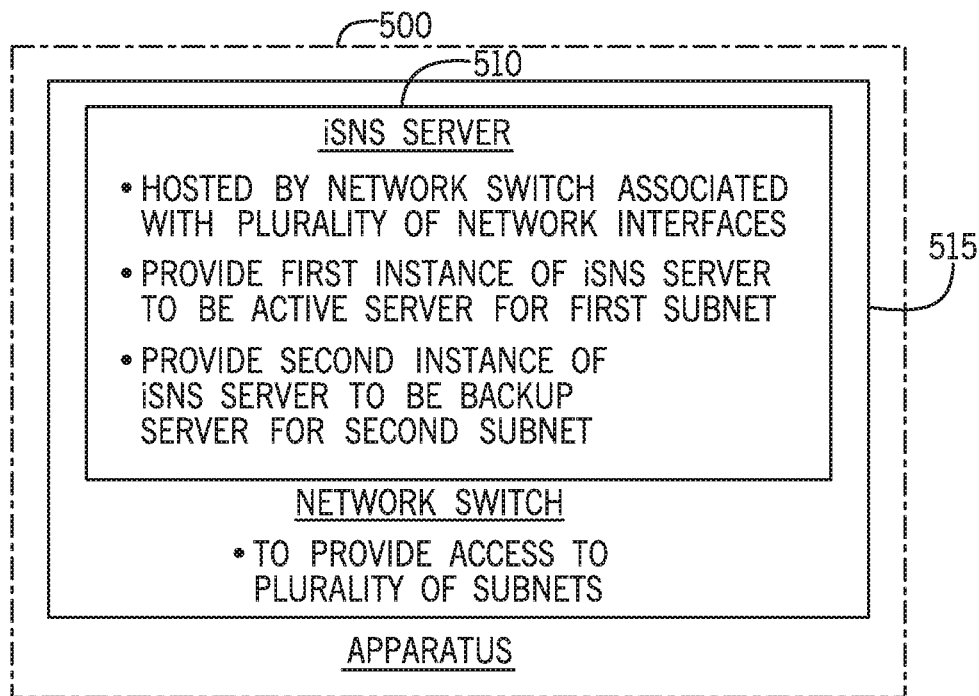 500
510
iSNS SERVER
• HOSTED BY NETWORK SWITCH ASSOCIATED
WITH PLURALITY OF NETWORK INTERFACES
• PROVIDE FIRST INSTANCE OF iSNS SERVER
TO BE ACTIVE SERVER FOR FIRST SUBNET
515
• PROVIDE SECOND INSTANCE OF
iSNS SERVER TO BE BACKUP
SERVER FOR SECOND SUBNET
NETWORK SWITCH
• TO PROVIDE ACCESS TO
PLURALITY OF SUBNETS
APPARATUS